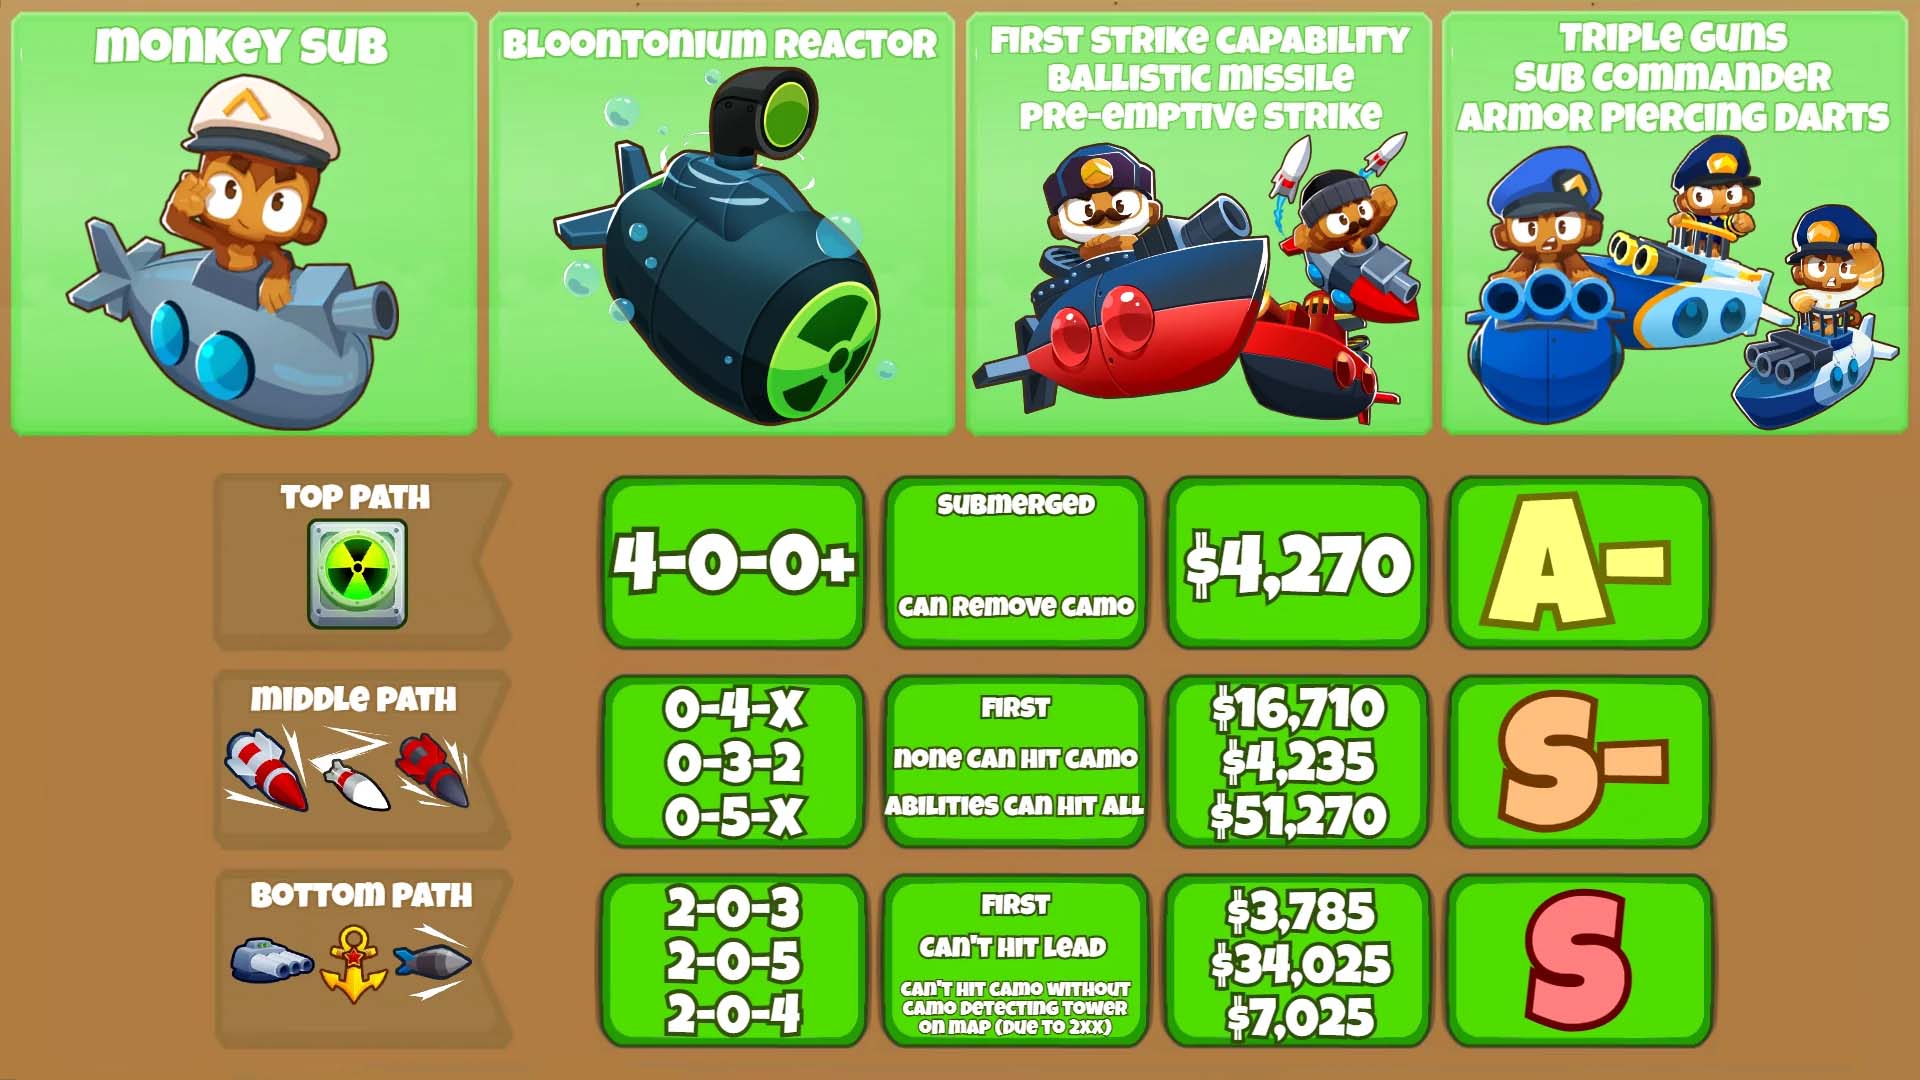 MONKEY SUB
BLOONTONIUM REACTOR
FIRST STRIKE CAPABILITY
BALLISTIC MISSILE
PRE-EMPTIVE STRIKE
TRIPLE GUNS
SUB COMMANDER
ARMOR PIERCING DARTS
TOP PATH
4-0-0+
SUBMERGED
CAN REMOVE CAMO
$4,270
A-
MIDDLE PATH
0-4-X
0-3-2
0-5-X
FIRST
NONE CAN HIT CAMO
ABILITIES CAN HIT ALL
$16,710
$4,235
$51,270
S-
BOTTOM PATH
2-0-3
2-0-5
2-0-4
FIRST
CAN'T HIT LEAD
CAN'T HIT CAMO WITHOUT
CAMO DETECTING TOWER
ON MAP (DUE TO 2XX)
$3,785
$34,025
$7,025
S